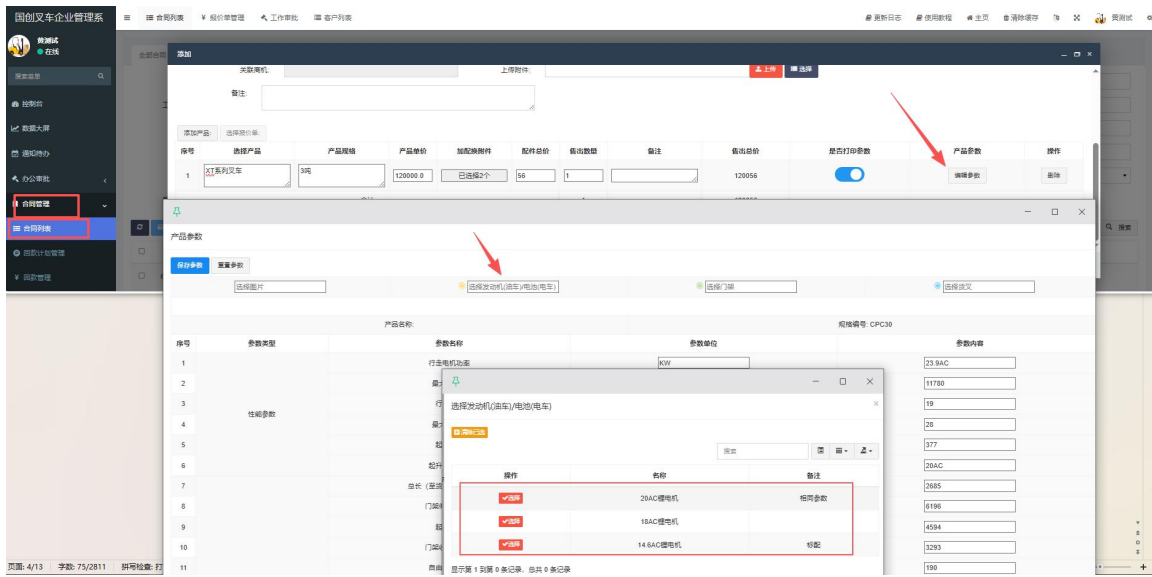 国创叉车企业管理系
合同列表
¥ 报价单管理
工作审批
客户列表
更新日志
使用教程
主页
清除缓存
黄测试
黄测试
在线
搜索菜单
控制台
数据大屏
通知待办
办公审批
合同管理
合同列表
回款计划管理
¥ 回款管理
全部合同
添加
关联商机:
上传附件:
上传
选择
备注:
添加产品:
选择报价单:
序号 选择产品 产品规格 产品单价 加配换附件 配件总价 售出数量 备注 售出总价 是否打印参数 产品参数 操作
1 XT系列叉车 3吨 120000.0 已选择2个 56 1 120056 编辑参数 删除
搜索
产品参数
保存参数 重置参数
选择图片 选择发动机(油车)/电池(电车) 选择门架 选择货叉
产品名称: 规格编号: CPC30
序号 参数类型 参数名称 参数单位 参数内容
1 行走电机功率 KW 23.9AC
2 11780
3 19
性能参数
4 28
5 377
6 20AC
7 2685
8 6196
9 4594
10 3293
11 190
选择发动机(油车)/电池(电车)
清除已选
搜索
操作 名称 备注
选择 20AC锂电机 相同参数
选择 18AC锂电机
选择 14.6AC锂电机 标配
显示第 1 到第 0 条记录，总共 0 条记录
页面: 4/13 字数: 75/2811 拼写检查: 打